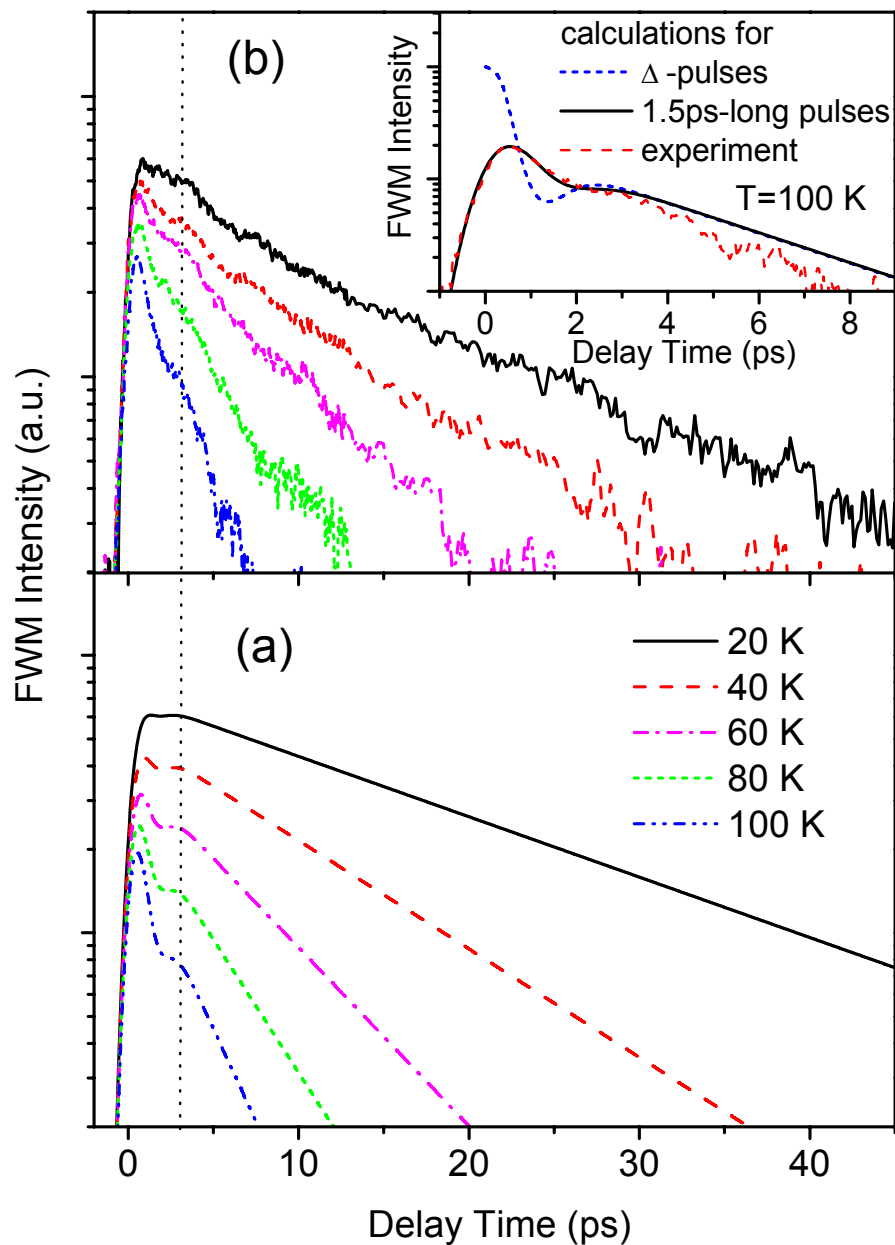 (b)
calculations for
Δ -pulses
1.5ps-long pulses
experiment
T=100 K
FWM Intensity
0 2 4 6 8
Delay Time (ps)
FWM Intensity (a.u.)
(a)
20 K
40 K
60 K
80 K
100 K
0 10 20 30 40
Delay Time (ps)